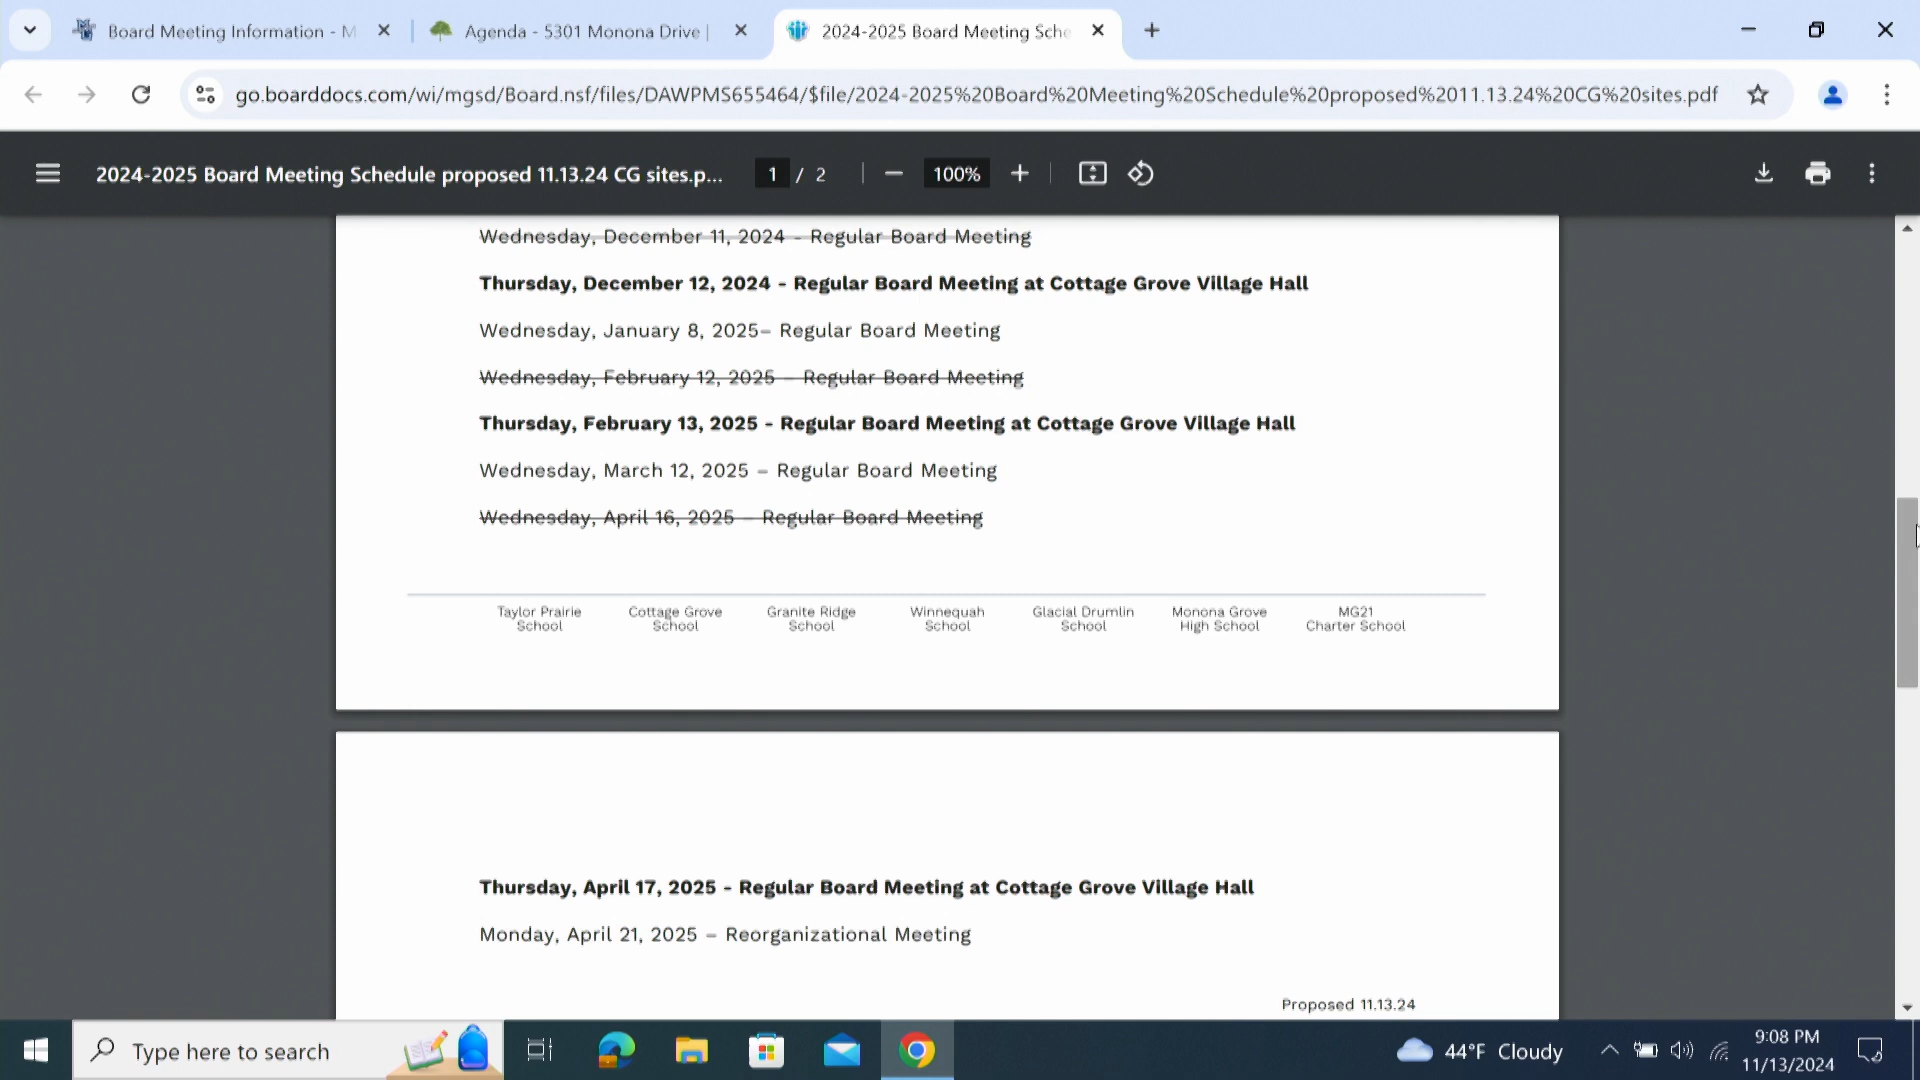 Board Meeting Information - M
Agenda - 5301 Monona Drive |
2024-2025 Board Meeting Sche
go.boarddocs.com/wi/mgsd/Board.nsf/files/DAWPMS655464/$file/2024-2025%20Board%20Meeting%20Schedule%20proposed%2011.13.24%20CG%20sites.pdf
2024-2025 Board Meeting Schedule proposed 11.13.24 CG sites.p...
1 / 2
100%
Wednesday, December 11, 2024 - Regular Board Meeting
Thursday, December 12, 2024 - Regular Board Meeting at Cottage Grove Village Hall
Wednesday, January 8, 2025– Regular Board Meeting
Wednesday, February 12, 2025 – Regular Board Meeting
Thursday, February 13, 2025 - Regular Board Meeting at Cottage Grove Village Hall
Wednesday, March 12, 2025 – Regular Board Meeting
Wednesday, April 16, 2025 – Regular Board Meeting
Taylor Prairie Cottage Grove Granite Ridge Winnequah Glacial Drumlin Monona Grove MG21
School School School School School High School Charter School
Thursday, April 17, 2025 - Regular Board Meeting at Cottage Grove Village Hall
Monday, April 21, 2025 – Reorganizational Meeting
Proposed 11.13.24
Type here to search
44°F Cloudy
9:08 PM
11/13/2024